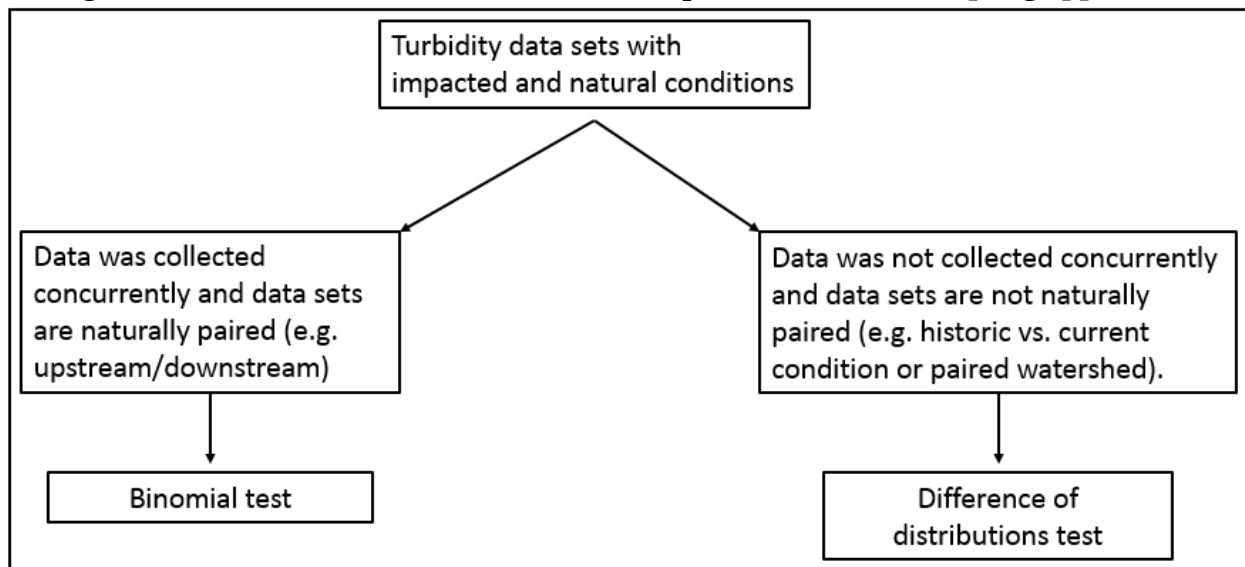 Turbidity data sets with
impacted and natural conditions
Data was collected
concurrently and data sets
are naturally paired (e.g.
upstream/downstream)
Data was not collected concurrently
and data sets are not naturally
paired (e.g. historic vs. current
condition or paired watershed).
Binomial test
Difference of
distributions test